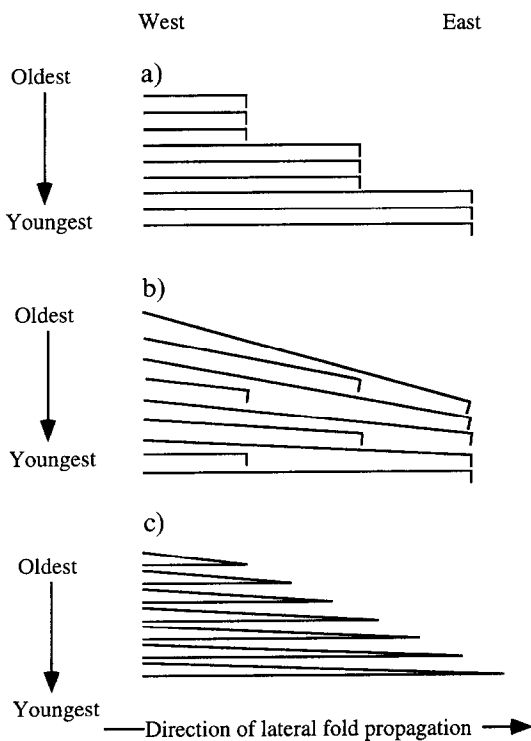 West East
a)
Oldest
Youngest
b)
Oldest
Youngest
c)
Oldest
Youngest
Direction of lateral fold propagation